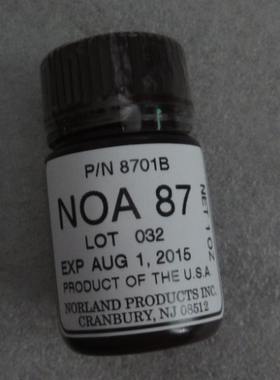 P/N 8701B
NOA 87
LOT 032
EXP AUG 1, 2015
PRODUCT OF THE U.S.A.
NORLAND PRODUCTS INC.
CRANBURY, NJ 08512
NET 1 OZ